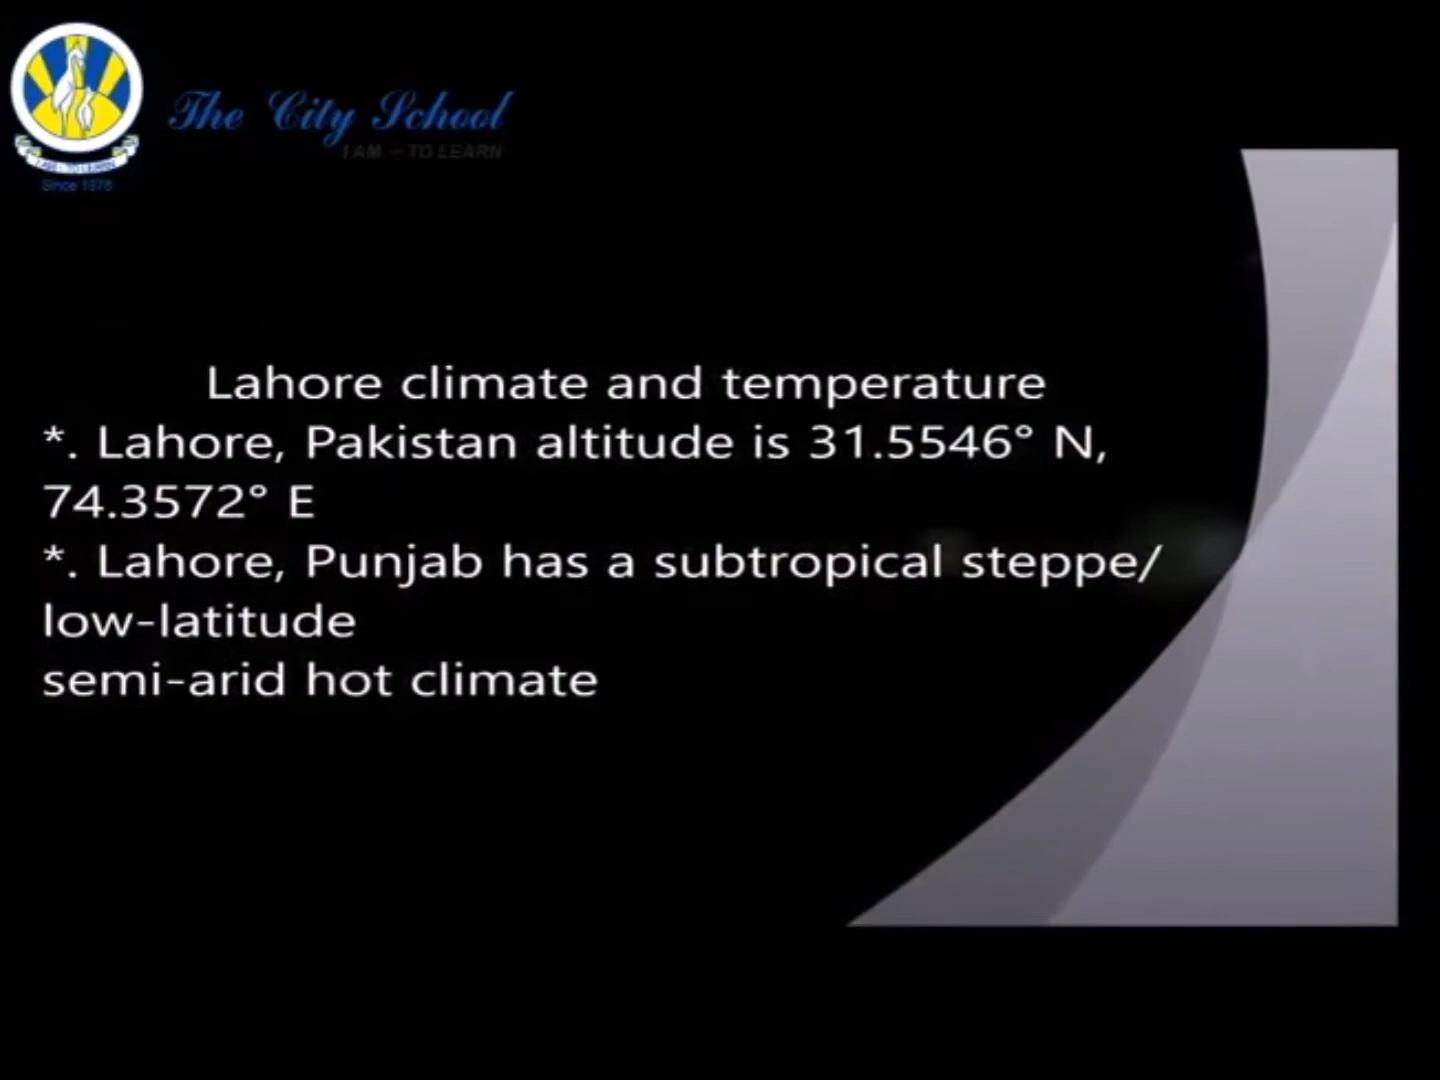 The City School
I AM – TO LEARN
Since 1978
Lahore climate and temperature
*. Lahore, Pakistan altitude is 31.5546° N,
74.3572° E
*. Lahore, Punjab has a subtropical steppe/
low-latitude
semi-arid hot climate